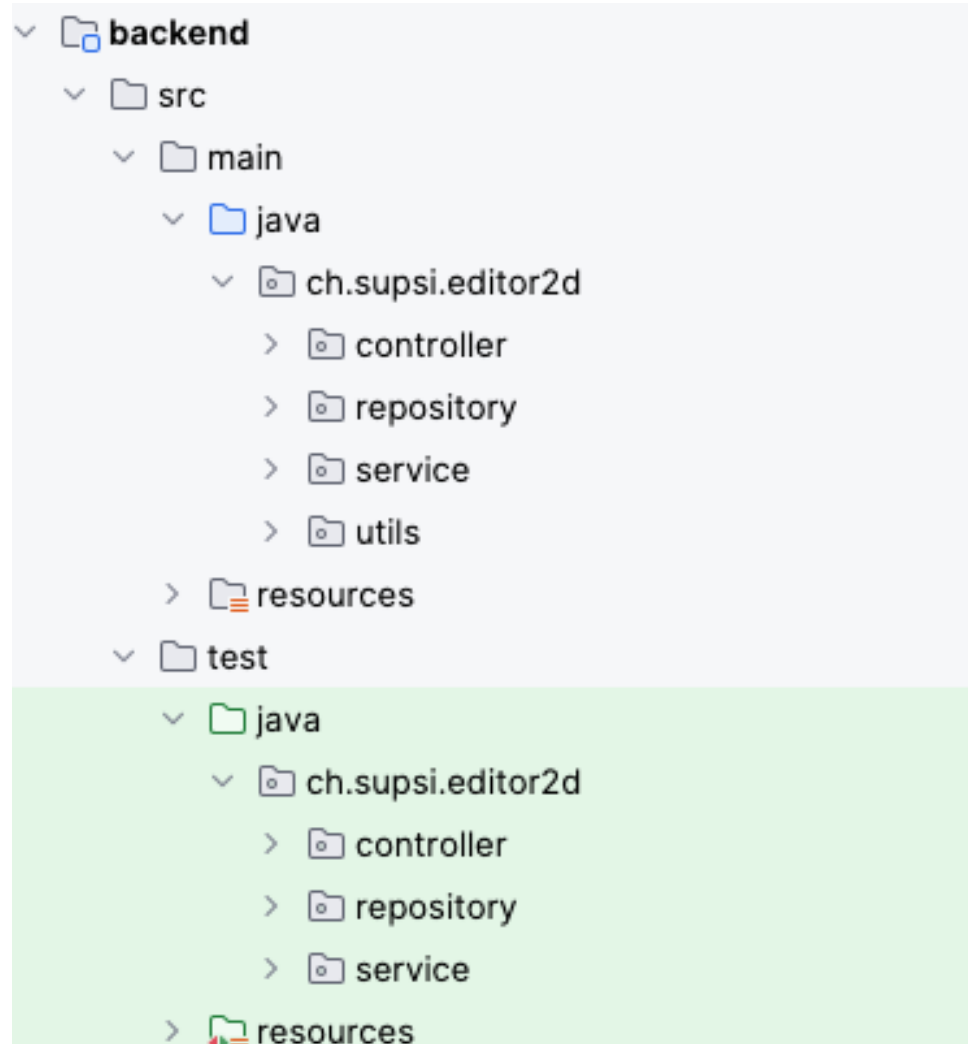 backend
src
main
java
ch.supsi.editor2d
controller
repository
service
utils
resources
test
java
ch.supsi.editor2d
controller
repository
service
resources